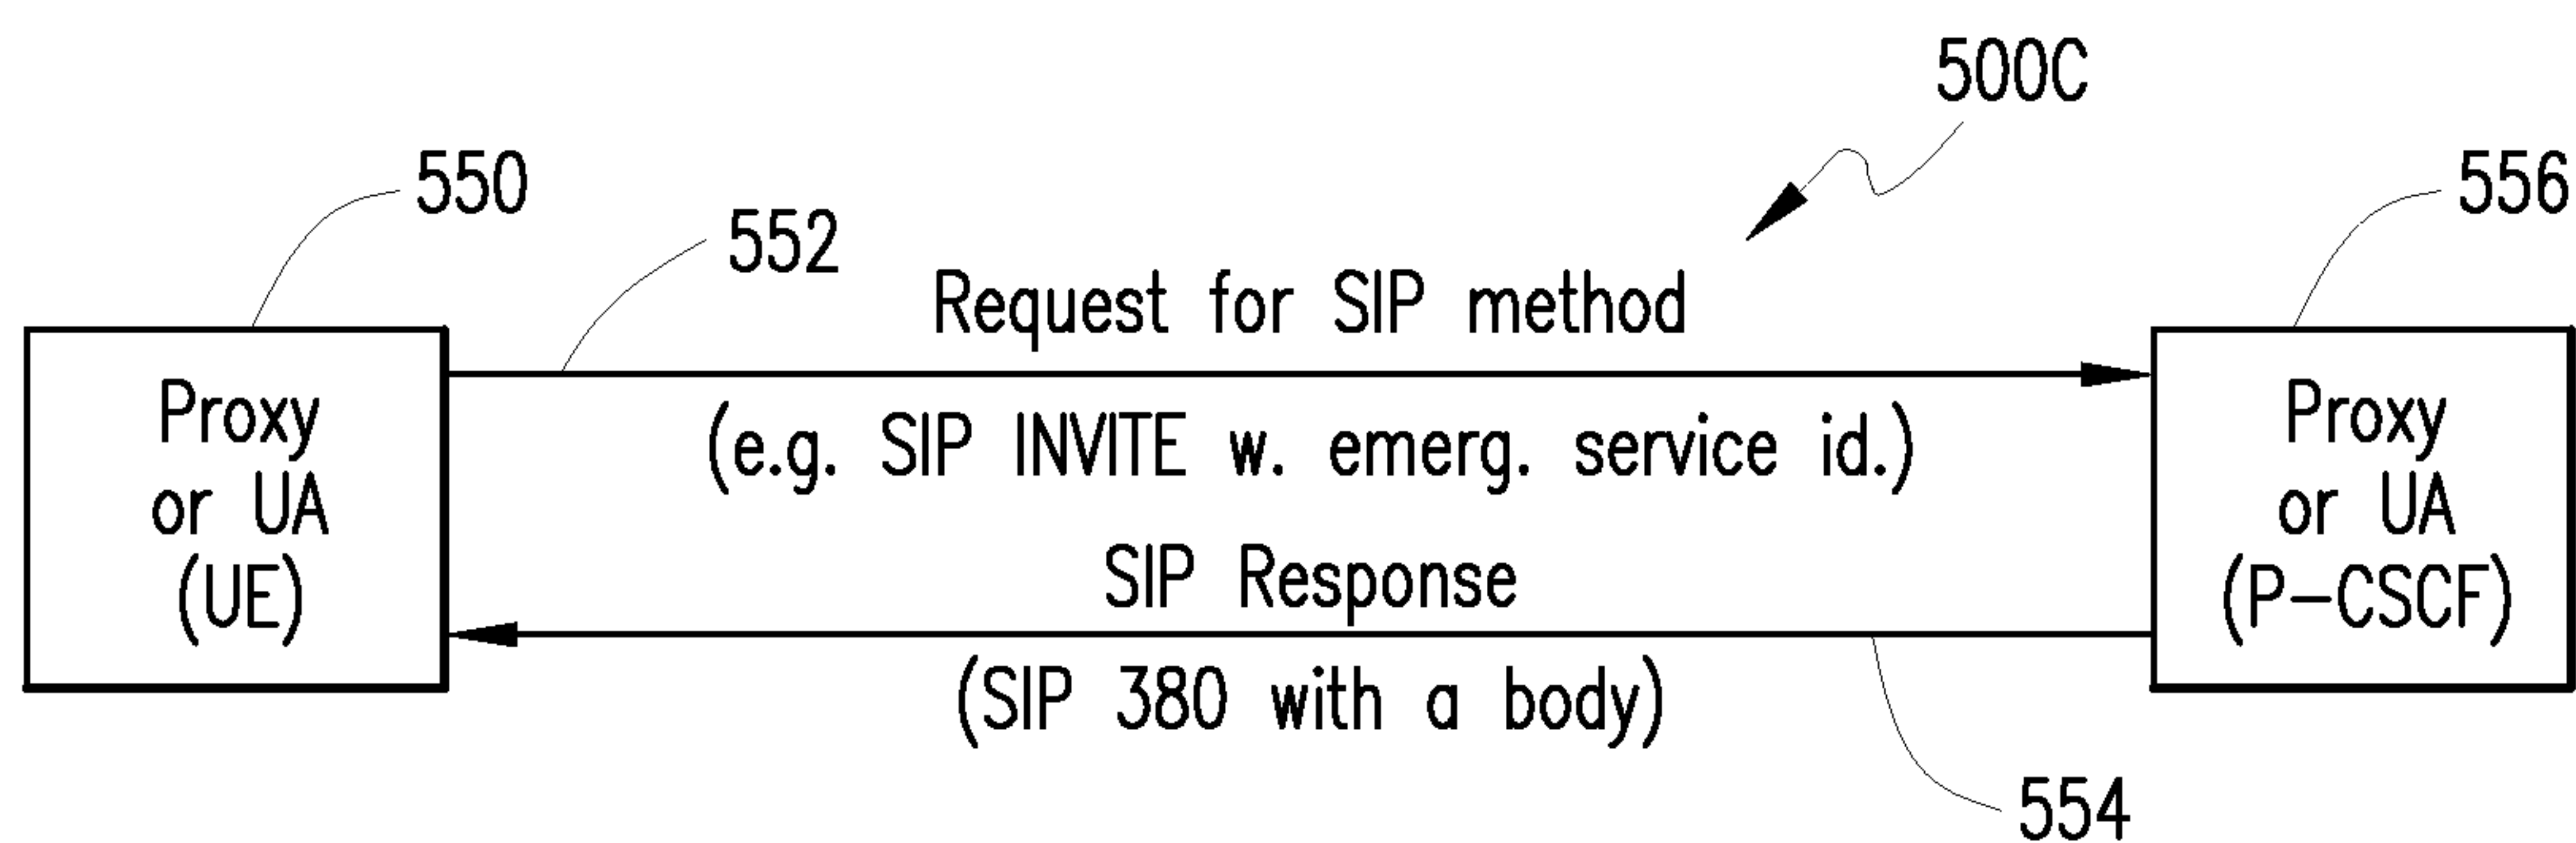 500C
550
556
552
Request for SIP method
(e.g. SIP INVITE w. emerg. service id.)
Proxy
or UA
(UE)
Proxy
or UA
(P-CSCF)
SIP Response
(SIP 380 with a body)
554